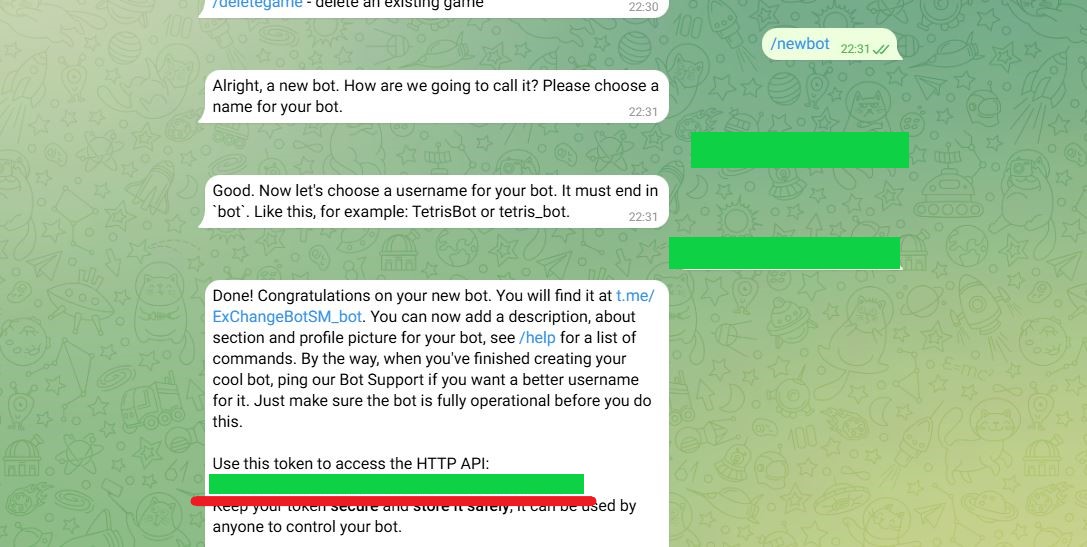 /deletegame - delete an existing game
22:30
/newbot 22:31
Alright, a new bot. How are we going to call it? Please choose a
name for your bot.
22:31
Good. Now let's choose a username for your bot. It must end in
`bot`. Like this, for example: TetrisBot or tetris_bot.
22:31
Done! Congratulations on your new bot. You will find it at t.me/
ExChangeBotSM_bot. You can now add a description, about
section and profile picture for your bot, see /help for a list of
commands. By the way, when you've finished creating your
cool bot, ping our Bot Support if you want a better username
for it. Just make sure the bot is fully operational before you do
this.
Use this token to access the HTTP API:
Keep your token secure and store it safely, it can be used by
anyone to control your bot.